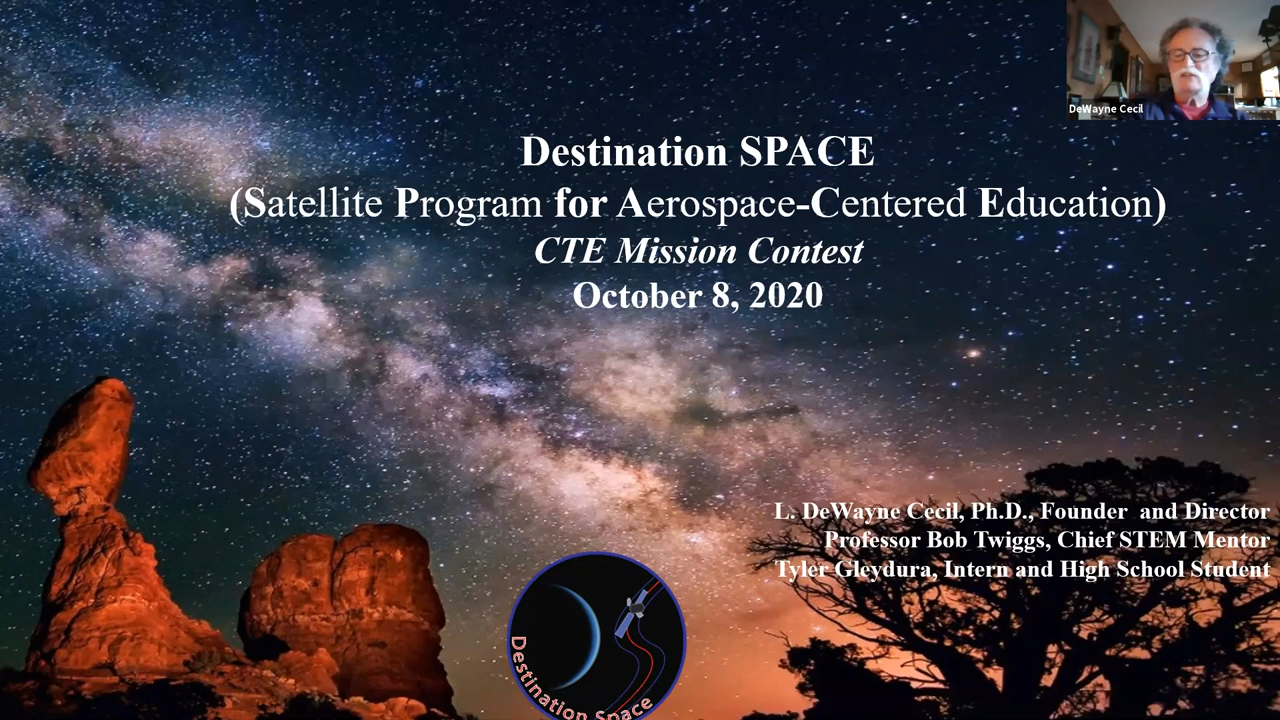 DeWayne Cecil
Destination SPACE
(Satellite Program for Aerospace-Centered Education)
CTE Mission Contest
October 8, 2020
L. DeWayne Cecil, Ph.D., Founder and Director
Professor Bob Twiggs, Chief STEM Mentor
Tyler Gleydura, Intern and High School Student
Destination Space